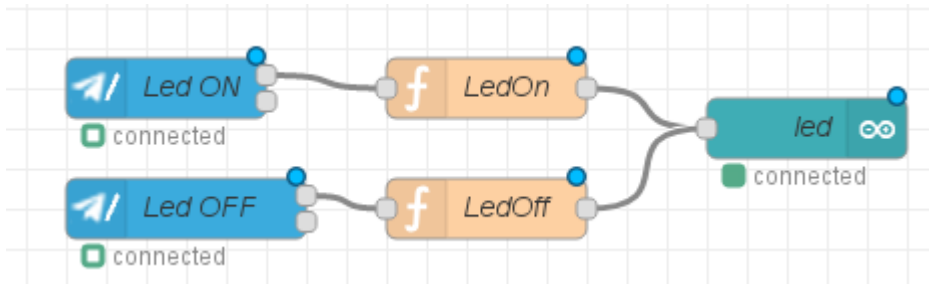 Led ON
LedOn
led
connected
connected
Led OFF
LedOff
connected